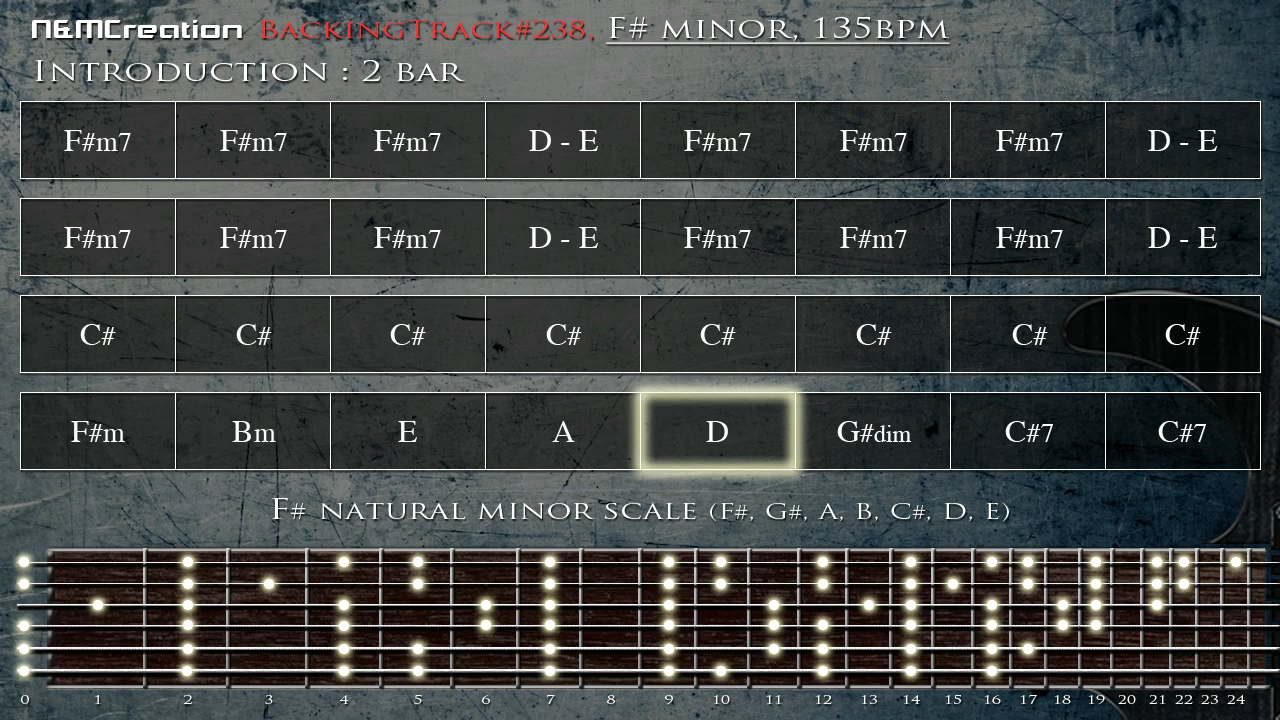 N&MCreation BackingTrack#238, F# minor, 135bpm
Introduction : 2 bar
F#m7 F#m7 F#m7 D - E F#m7 F#m7 F#m7 D - E
F#m7 F#m7 F#m7 D - E F#m7 F#m7 F#m7 D - E
C# C# C# C# C# C# C# C#
F#m Bm E A D G#dim C#7 C#7
F# natural minor scale (F#, G#, A, B, C#, D, E)
0 1 2 3 4 5 6 7 8 9 10 11 12 13 14 15 16 17 18 19 20 21 22 23 24